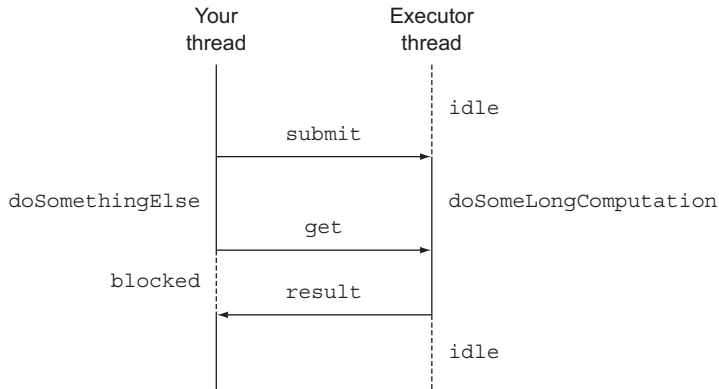 Your
thread
Executor
thread
idle
submit
doSomethingElse
doSomeLongComputation
get
blocked
result
idle